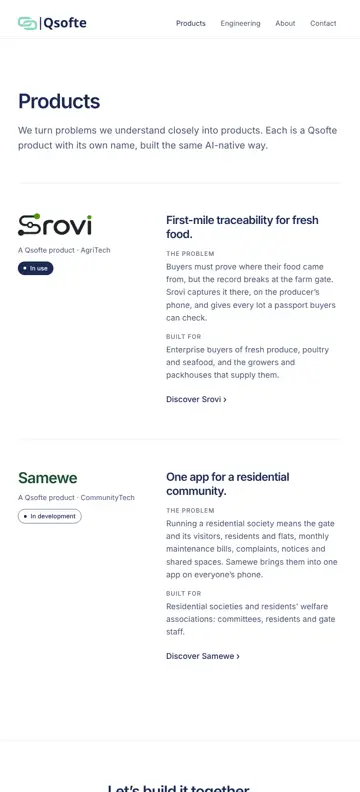 Qsofte
Products Engineering About Contact
Products
We turn problems we understand closely into products. Each is a Qsofte
product with its own name, built the same AI-native way.
Srovi
A Qsofte product · AgriTech
In use
First-mile traceability for fresh
food.
THE PROBLEM
Buyers must prove where their food came
from, but the record breaks at the farm gate.
Srovi captures it there, on the producer’s
phone, and gives every lot a passport buyers
can check.
BUILT FOR
Enterprise buyers of fresh produce, poultry
and seafood, and the growers and
packhouses that supply them.
Discover Srovi ›
Samewe
A Qsofte product · CommunityTech
In development
One app for a residential
community.
THE PROBLEM
Running a residential society means the gate
and its visitors, residents and flats, monthly
maintenance bills, complaints, notices and
shared spaces. Samewe brings them into one
app on everyone’s phone.
BUILT FOR
Residential societies and residents’ welfare
associations: committees, residents and gate
staff.
Discover Samewe ›
Let’s build it together